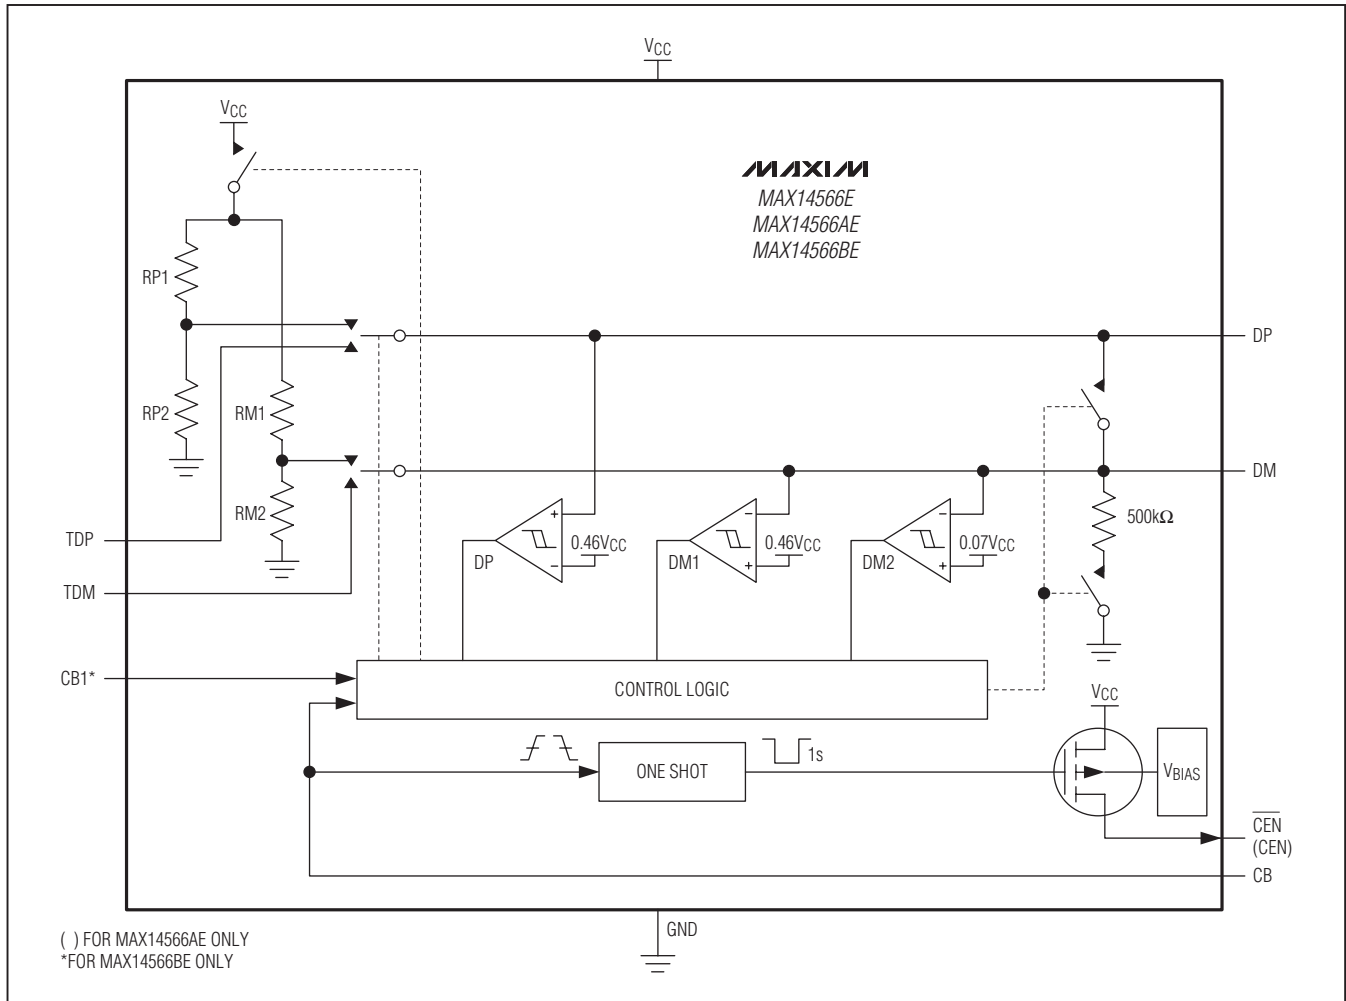 VCC
VCC
MAXIM
MAX14566E
MAX14566AE
MAX14566BE
RP1
DP
RP2
RM1
DM
RM2
500kΩ
TDP
+
−
0.46VCC
DP
−
+
0.46VCC
DM1
−
+
0.07VCC
DM2
TDM
CB1*
CONTROL LOGIC
VCC
ONE SHOT
1s
VBIAS
CEN
(CEN)
CB
GND
( ) FOR MAX14566AE ONLY
*FOR MAX14566BE ONLY